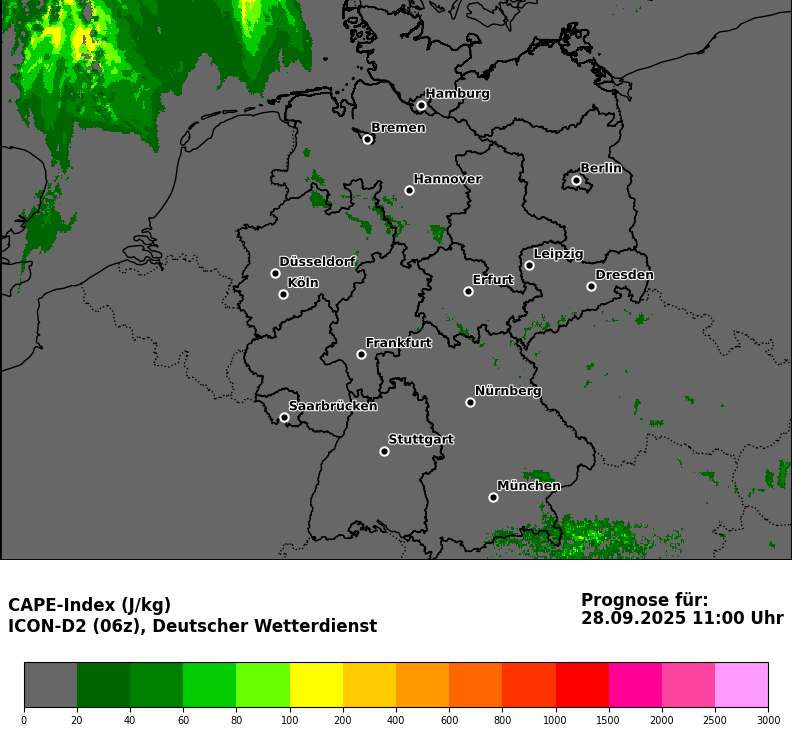 Hamburg
Bremen
Berlin
Hannover
Leipzig
Düsseldorf
Dresden
Köln
Erfurt
Frankfurt
Nürnberg
Saarbrücken
Stuttgart
München
CAPE-Index (J/kg)
ICON-D2 (06z), Deutscher Wetterdienst
Prognose für:
28.09.2025 11:00 Uhr
0 20 40 60 80 100 200 400 600 800 1000 1500 2000 2500 3000